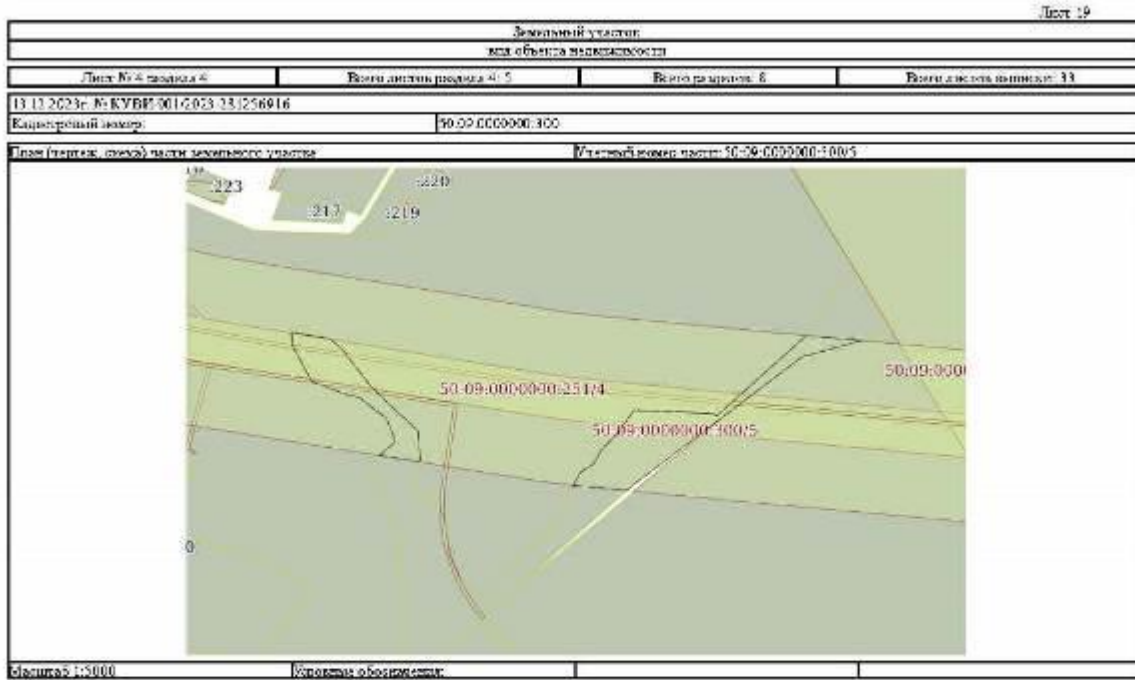 Лист 19
Земельный участок
вид объекта недвижимости
Лист № 4 раздела 4
Всего листов раздела 4: 5
Всего разделов: 8
Всего листов выписки: 33
13.12.2023г. № КУВИ-001/2023-281256916
Кадастровый номер:
50:09:0000000:300
План (чертеж, схема) части земельного участка
Учетный номер части: 50:09:0000000:300/5
:223
:220
:217
:219
50:09:000
50:09:0000000:251/4
50:09:0000000:300/5
0
Масштаб 1:5000
Условные обозначения: